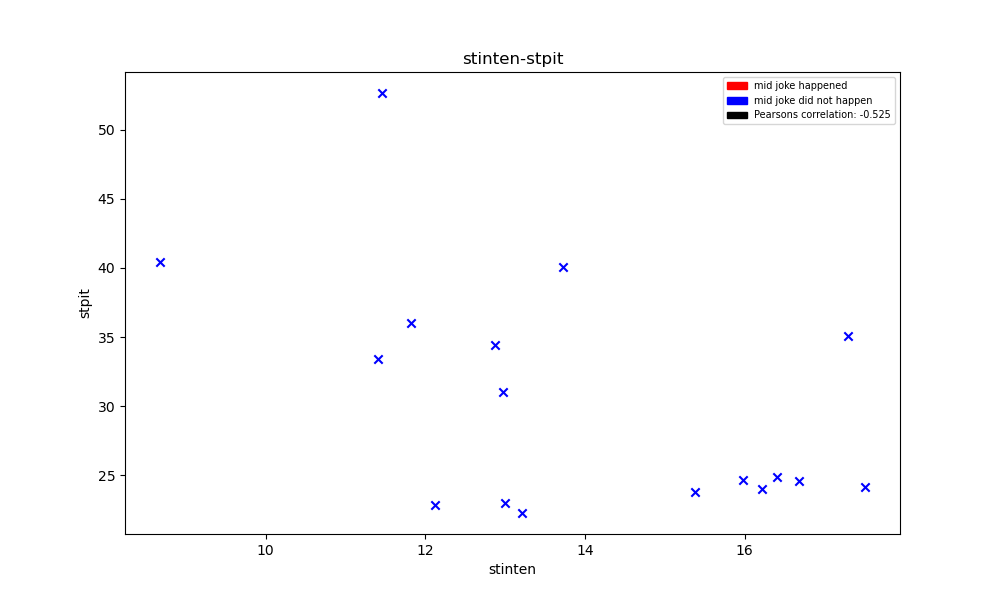 stinten-stpit
mid joke happened
mid joke did not happen
Pearsons correlation: -0.525
50
45
40
35
30
25
stpit
10 12 14 16
stinten